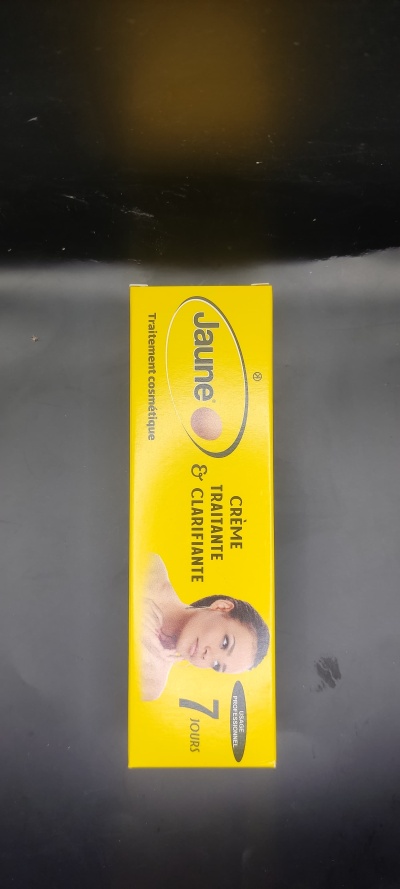 Jaune®
®
Traitement cosmétique
CRÈME
TRAITANTE
& CLARIFIANTE
USAGE
PROFESSIONNEL
7 JOURS